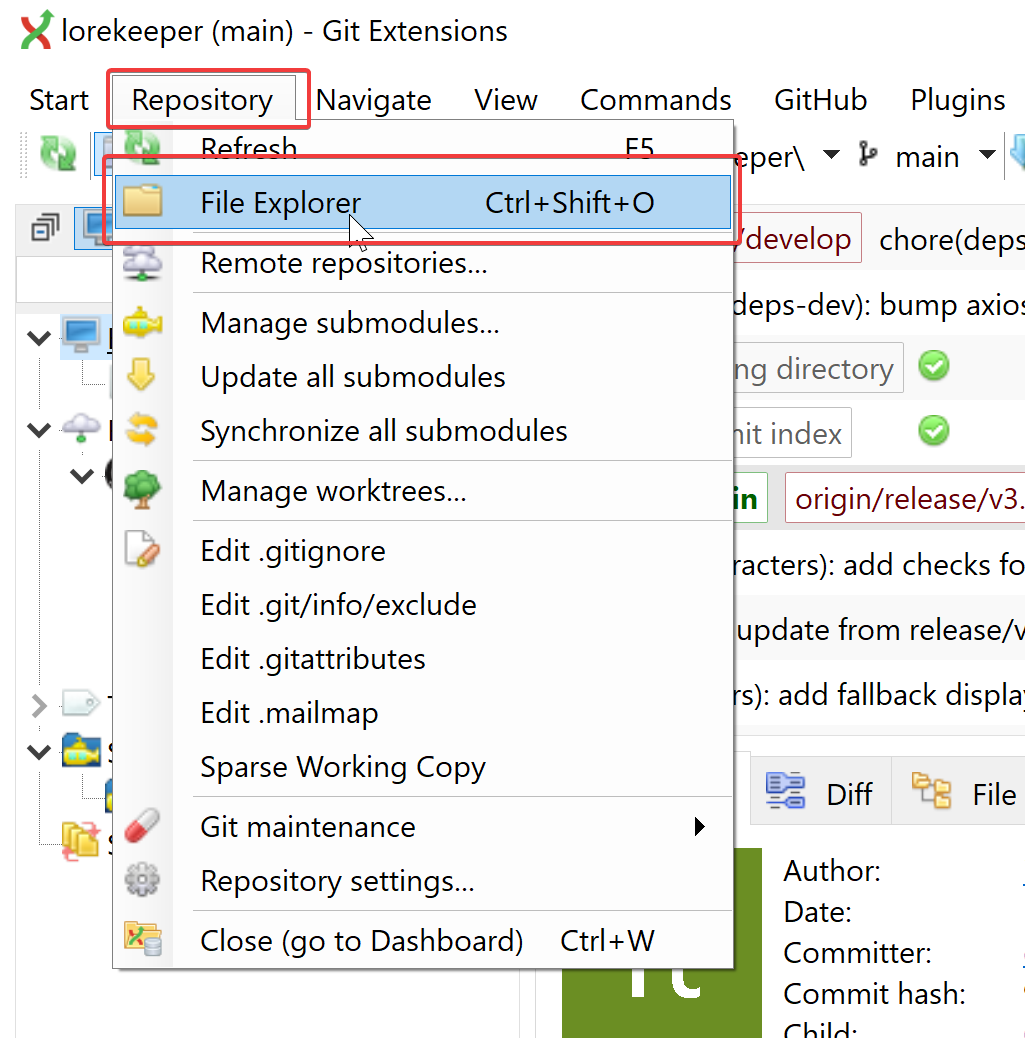 lorekeeper (main) - Git Extensions
Start Repository Navigate View Commands GitHub Plugins
Refresh F5
eper\ main
File Explorer Ctrl+Shift+O
/develop chore(deps
Remote repositories...
deps-dev): bump axios
Manage submodules...
ng directory
Update all submodules
Synchronize all submodules
nit index
Manage worktrees...
in origin/release/v3.
Edit .gitignore
racters): add checks fo
Edit .git/info/exclude
update from release/v
Edit .gitattributes
rs): add fallback display
Edit .mailmap
Sparse Working Copy
Diff File
Git maintenance
Repository settings...
Author:
Date:
Close (go to Dashboard) Ctrl+W
Committer:
Commit hash:
Child: